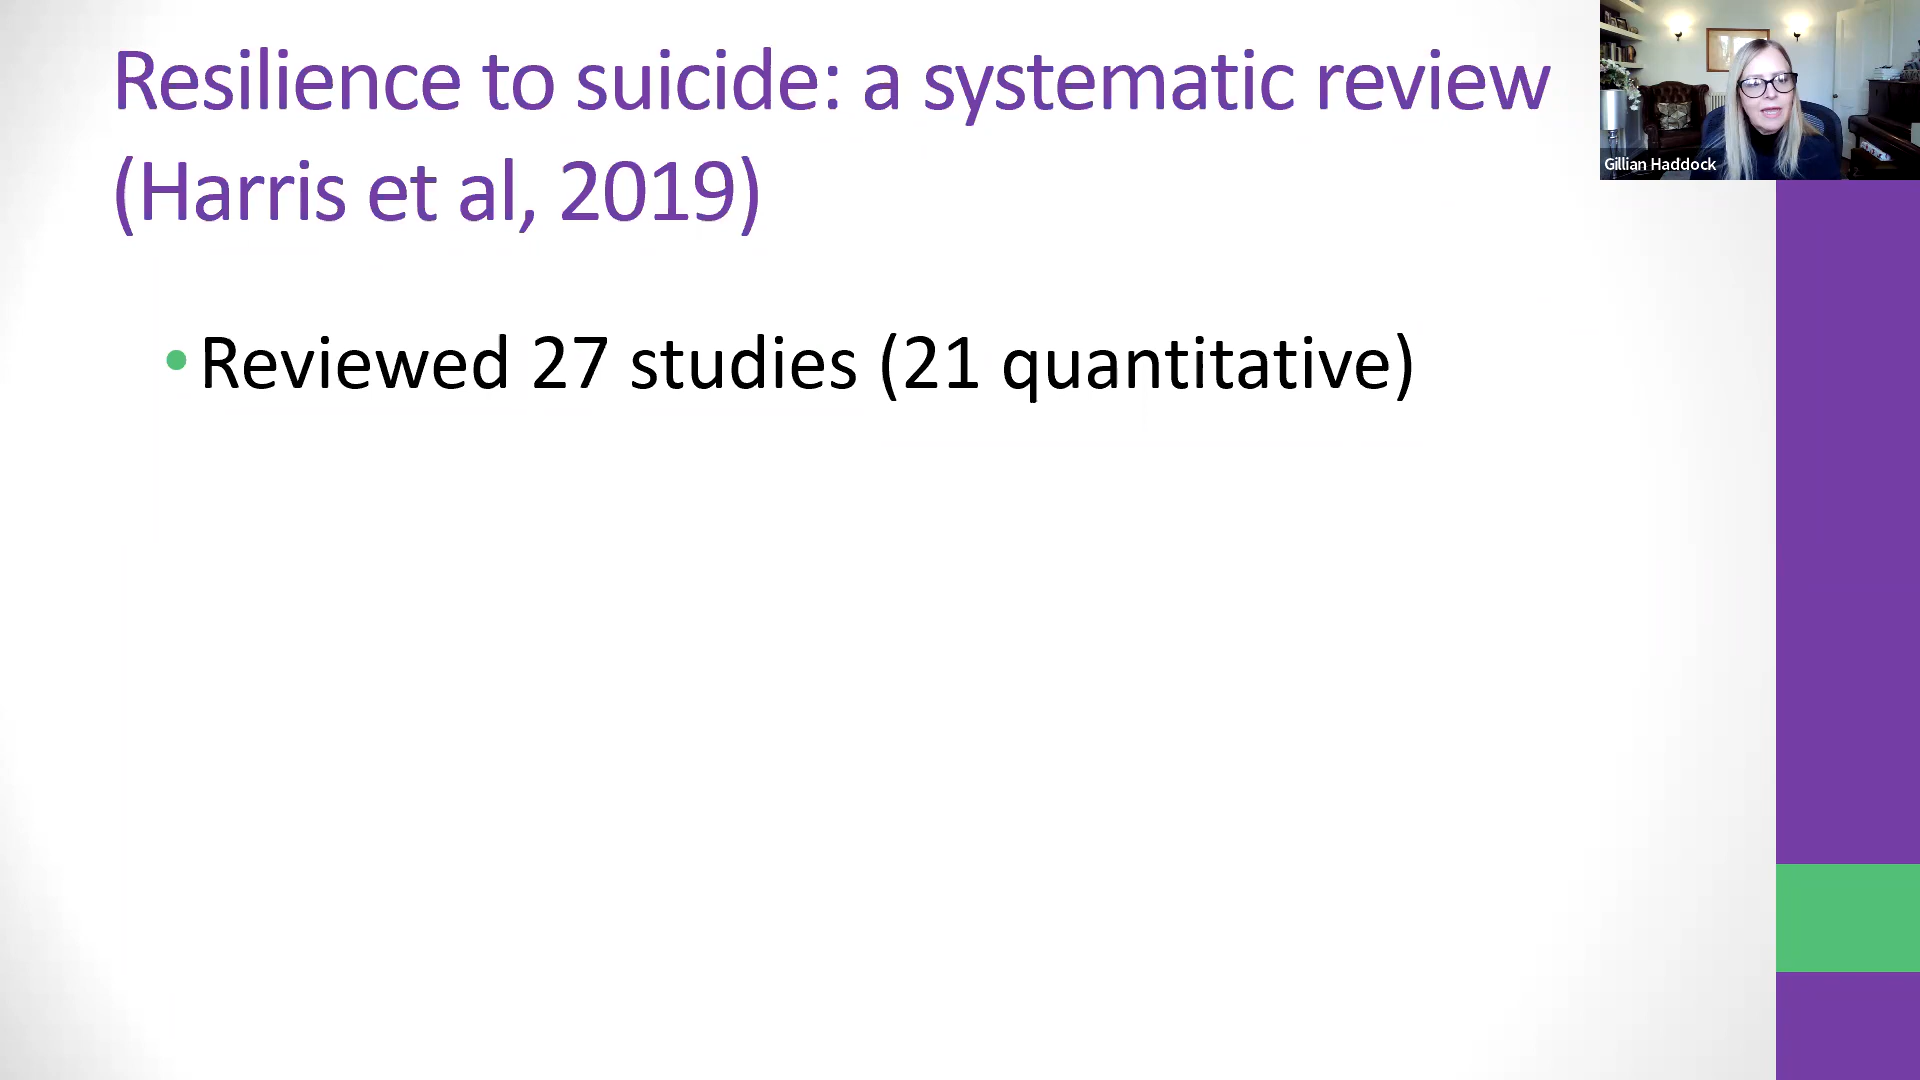 Resilience to suicide: a systematic review
(Harris et al, 2019)
Gillian Haddock
• Reviewed 27 studies (21 quantitative)